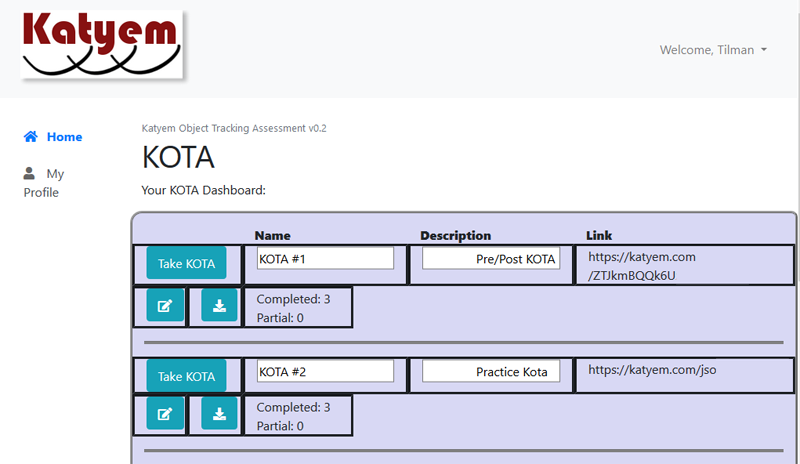 Katyem
Welcome, Tilman
Home
My
Profile
Katyem Object Tracking Assessment v0.2
KOTA
Your KOTA Dashboard:
Name Description Link
Take KOTA KOTA #1 Pre/Post KOTA https://katyem.com
/ZTJkmBQQk6U
Completed: 3
Partial: 0
Take KOTA KOTA #2 Practice Kota https://katyem.com/jso
Completed: 3
Partial: 0